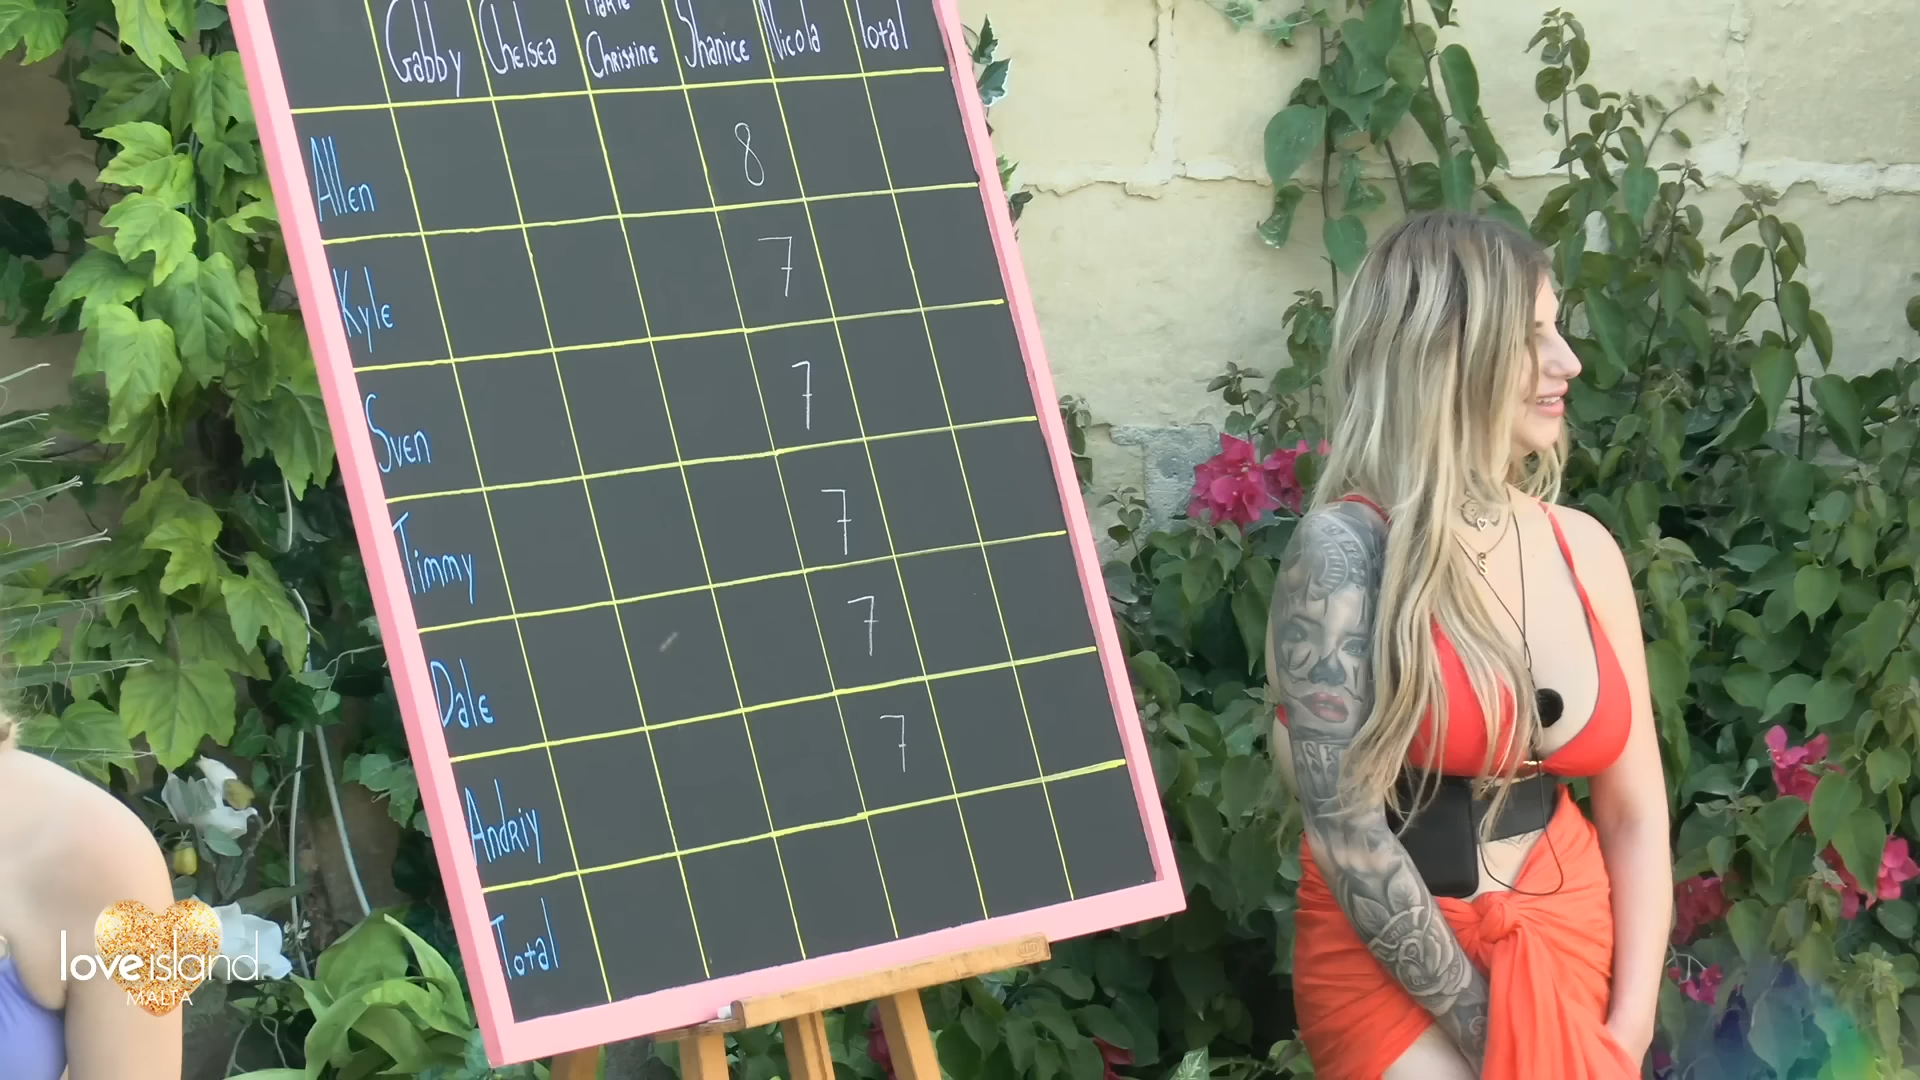 Gabby Chelsea Marie Christine Shanice Nicola Total
Allen 8
Kyle 7
Sven 7
Timmy 7
Dale 7
Andriy 7
Total
love island
MALTA